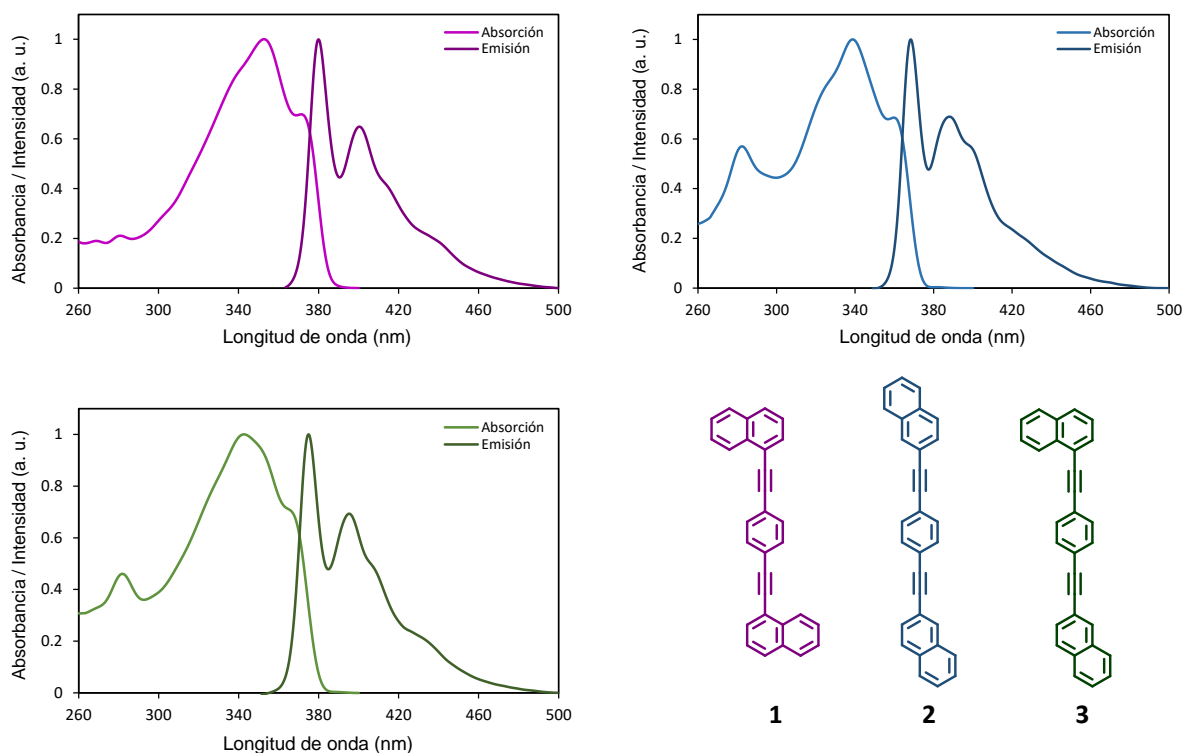 Absorbancia / Intensidad (a. u.)
1
0.8
0.6
0.4
0.2
0
260 300 340 380 420 460 500
Longitud de onda (nm)
Absorción
Emisión
Absorbancia / Intensidad (a. u.)
1
0.8
0.6
0.4
0.2
0
260 300 340 380 420 460 500
Longitud de onda (nm)
Absorción
Emisión
Absorbancia / Intensidad (a. u.)
1
0.8
0.6
0.4
0.2
0
260 300 340 380 420 460 500
Longitud de onda (nm)
Absorción
Emisión
1 2 3